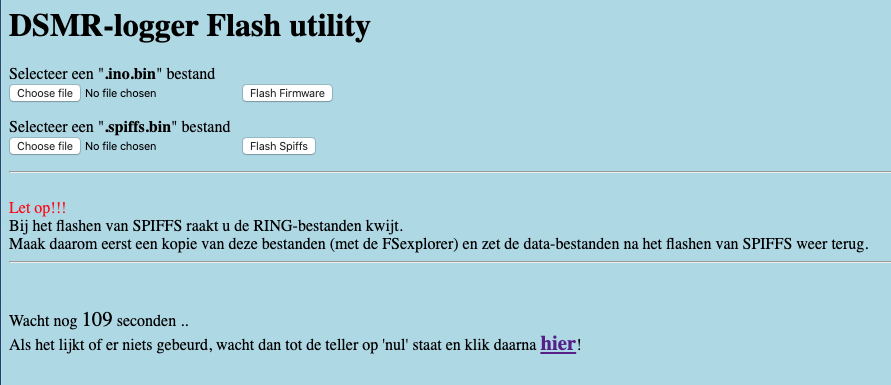 DSMR-logger Flash utility
Selecteer een ".ino.bin" bestand
Choose file No file chosen Flash Firmware
Selecteer een ".spiffs.bin" bestand
Choose file No file chosen Flash Spiffs
Let op!!!
Bij het flashen van SPIFFS raakt u de RING-bestanden kwijt.
Maak daarom eerst een kopie van deze bestanden (met de FSexplorer) en zet de data-bestanden na het flashen van SPIFFS weer terug.
Wacht nog 109 seconden ..
Als het lijkt of er niets gebeurd, wacht dan tot de teller op 'nul' staat en klik daarna hier!